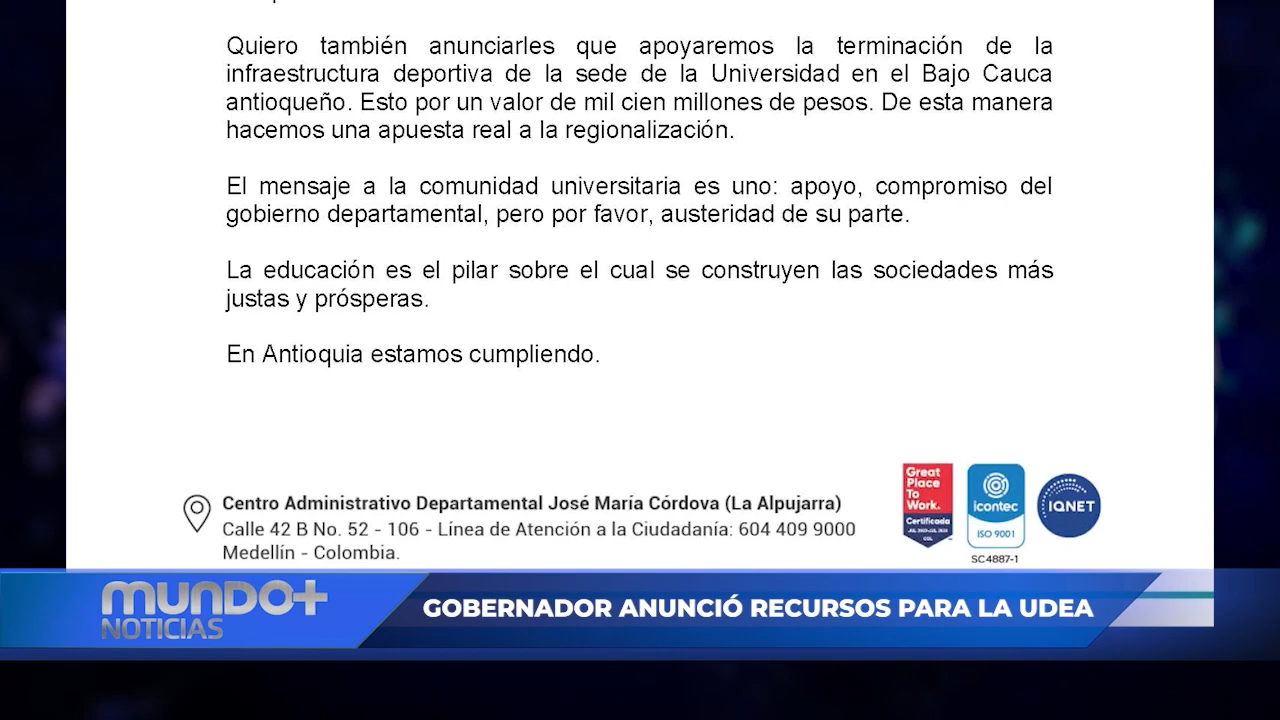 Quiero también anunciarles que apoyaremos la terminación de la
infraestructura deportiva de la sede de la Universidad en el Bajo Cauca
antioqueño. Esto por un valor de mil cien millones de pesos. De esta manera
hacemos una apuesta real a la regionalización.
El mensaje a la comunidad universitaria es uno: apoyo, compromiso del
gobierno departamental, pero por favor, austeridad de su parte.
La educación es el pilar sobre el cual se construyen las sociedades más
justas y prósperas.
En Antioquia estamos cumpliendo.
Centro Administrativo Departamental José María Córdova (La Alpujarra)
Calle 42 B No. 52 - 106 - Línea de Atención a la Ciudadanía: 604 409 9000
Medellín - Colombia.
Great
Place
To
Work.
Certificada
icontec
ISO 9001
SC4887-1
IQNET
MUNDO+
NOTICIAS
GOBERNADOR ANUNCIÓ RECURSOS PARA LA UDEA